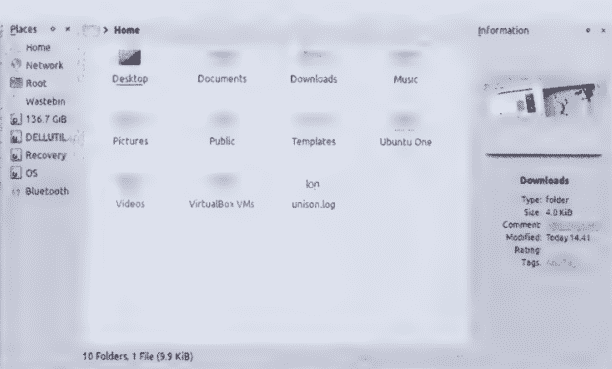 Places
Home
Network
Root
Wastebin
136.7 GiB
DELLUTIL
Recovery
OS
Bluetooth
> Home
Desktop Documents Downloads Music
Pictures Public Templates Ubuntu One
Videos VirtualBox VMs unison.log
10 Folders, 1 File (9.9 KiB)
Information
Downloads
Type: folder
Size: 4.0 KiB
Comment:
Modified: Today 14:41
Rating:
Tags: